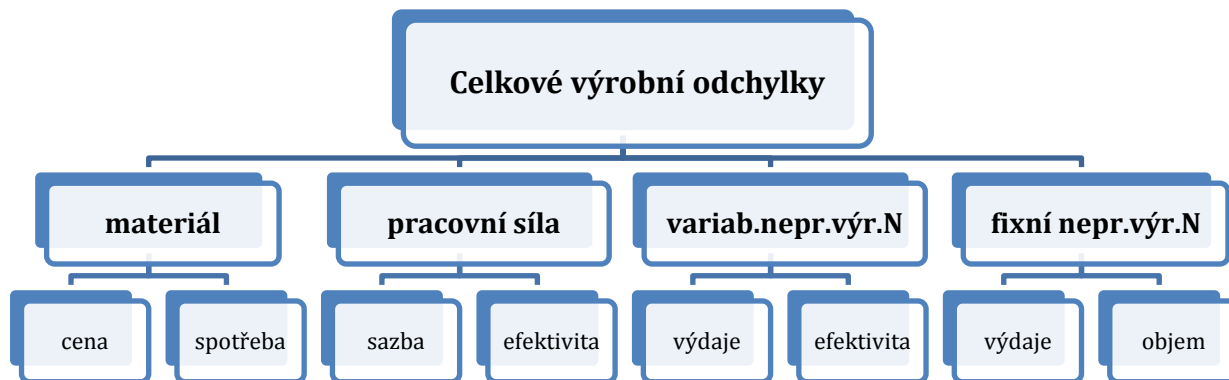 Celkové výrobní odchylky
materiál
pracovní síla
variab.nepr.výr.N
fixní nepr.výr.N
cena
spotřeba
sazba
efektivita
výdaje
efektivita
výdaje
objem